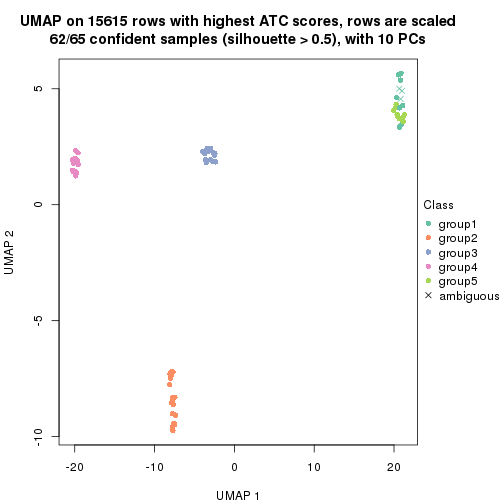 UMAP on 15615 rows with highest ATC scores, rows are scaled
62/65 confident samples (silhouette > 0.5), with 10 PCs
5
0
-5
-10
UMAP 2
-20
-10
0
10
20
UMAP 1
Class
group1
group2
group3
group4
group5
ambiguous